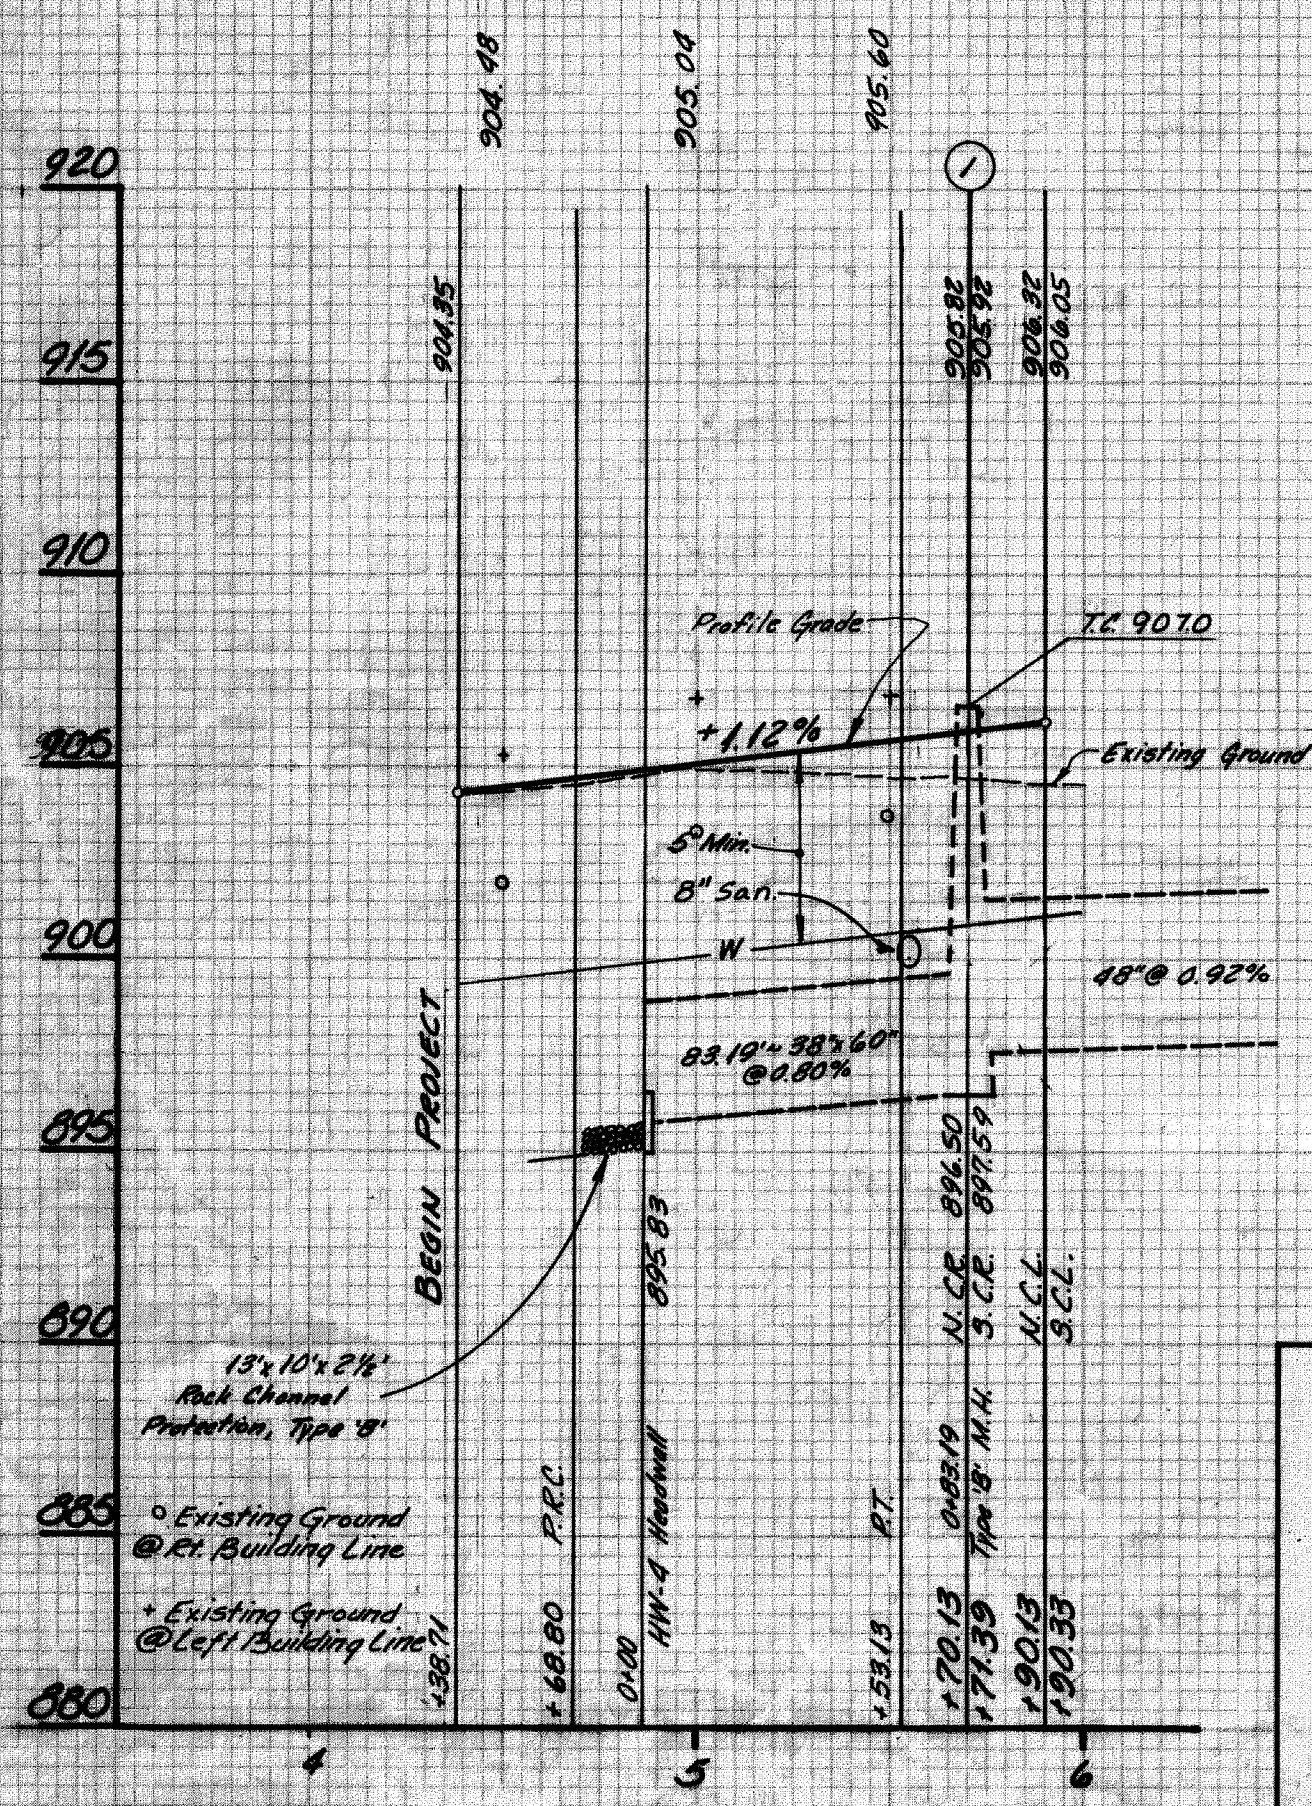 904.48
905.04
905.60
920
1
904.35
905.82
905.92
906.32
906.05
915
910
Profile Grade
T.C. 907.0
+1.12%
905
Existing Ground
5' Min.
8" San.
900
W
48" @ 0.92%
83.19' ~ 38" x 60"
@ 0.80%
BEGIN PROJECT
895
896.50
897.59
895.83
N.C.R.
S.C.R.
N.C.L.
S.C.L.
890
13' x 10' x 2½'
Rock Channel
Protection, Type 'B'
HW-4 Headwall
P.R.C.
P.T.
0+83.19
Type 'B' M.H.
885
o Existing Ground
@ Rt. Building Line
+ Existing Ground
@ Left Building Line
+38.71
+68.80
0+00
+53.13
+70.13
+71.39
+90.13
+90.33
880
4
5
6